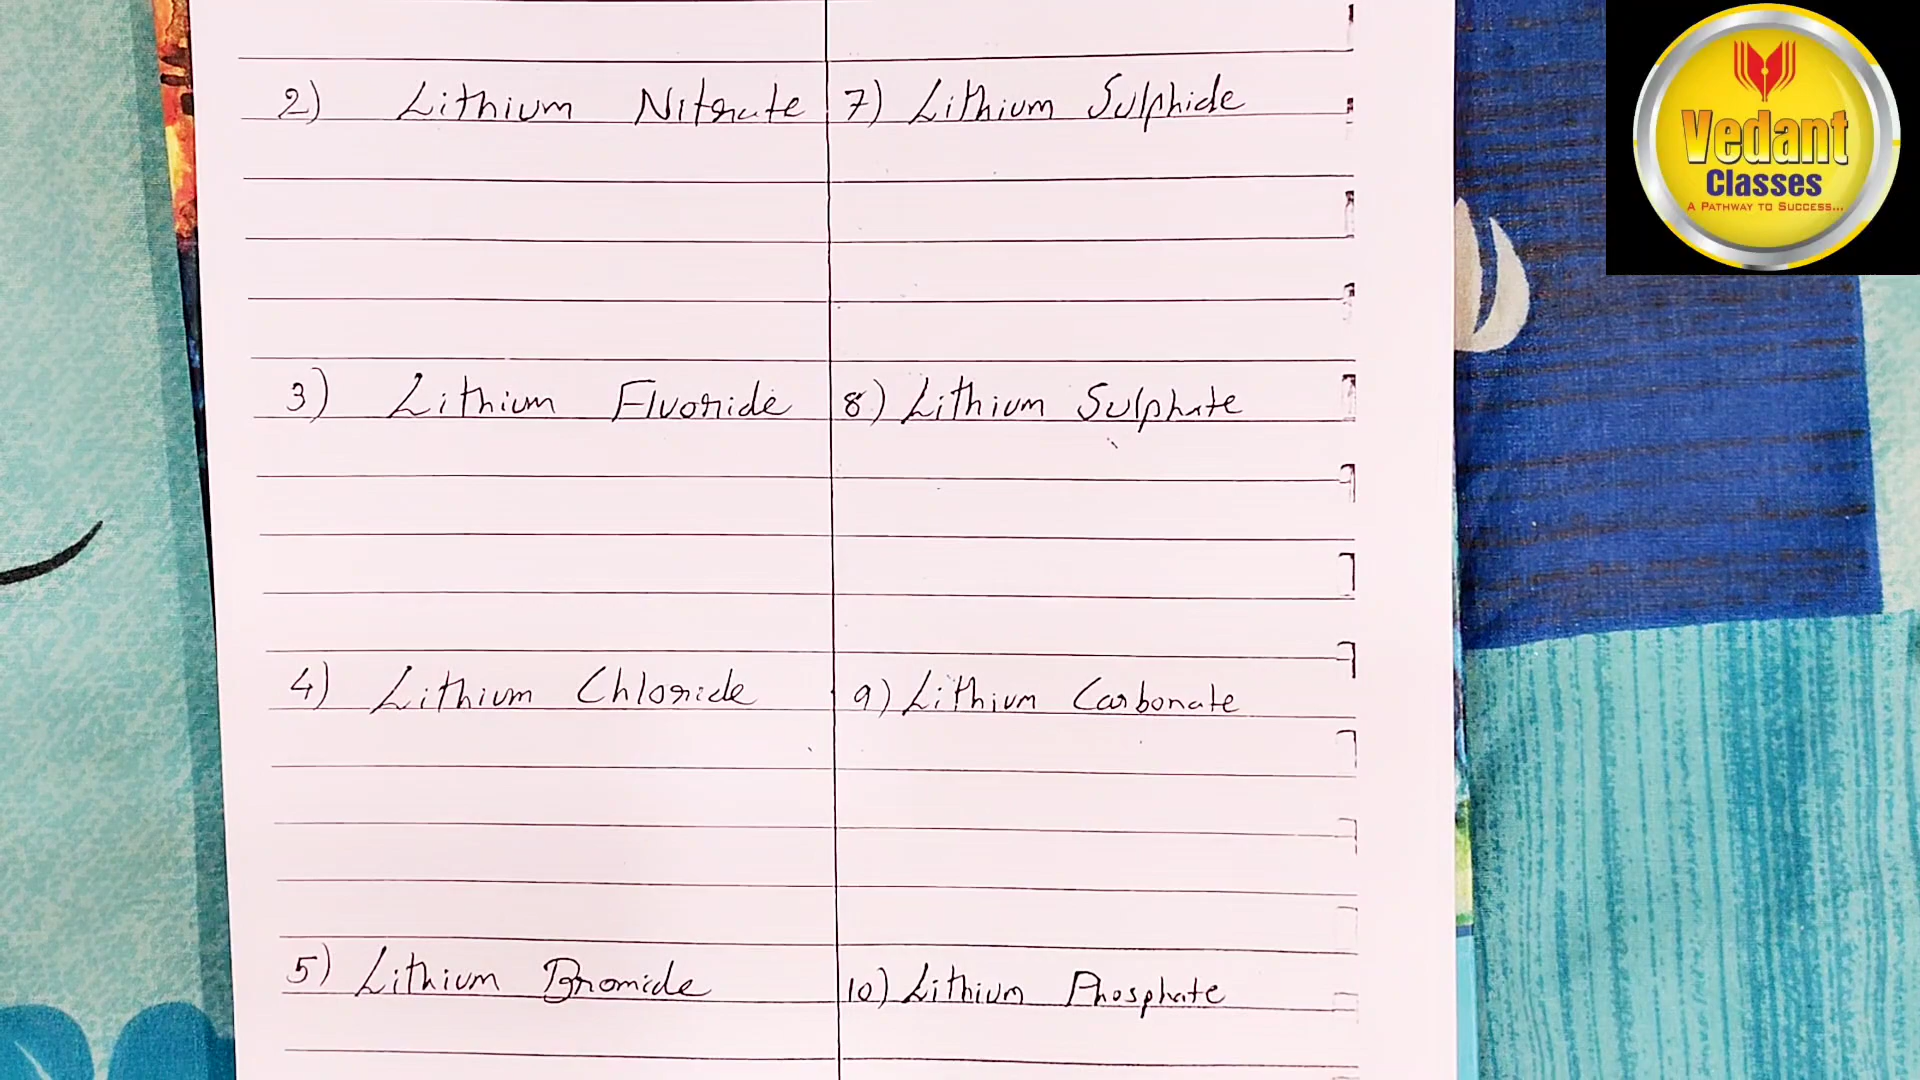 2) Lithium Nitrate
3) Lithium Fluoride
4) Lithium Chloride
5) Lithium Bromide
7) Lithium Sulphide
8) Lithium Sulphate
9) Lithium Carbonate
10) Lithium Phosphate
Vedant
Classes
A PATHWAY TO SUCCESS...